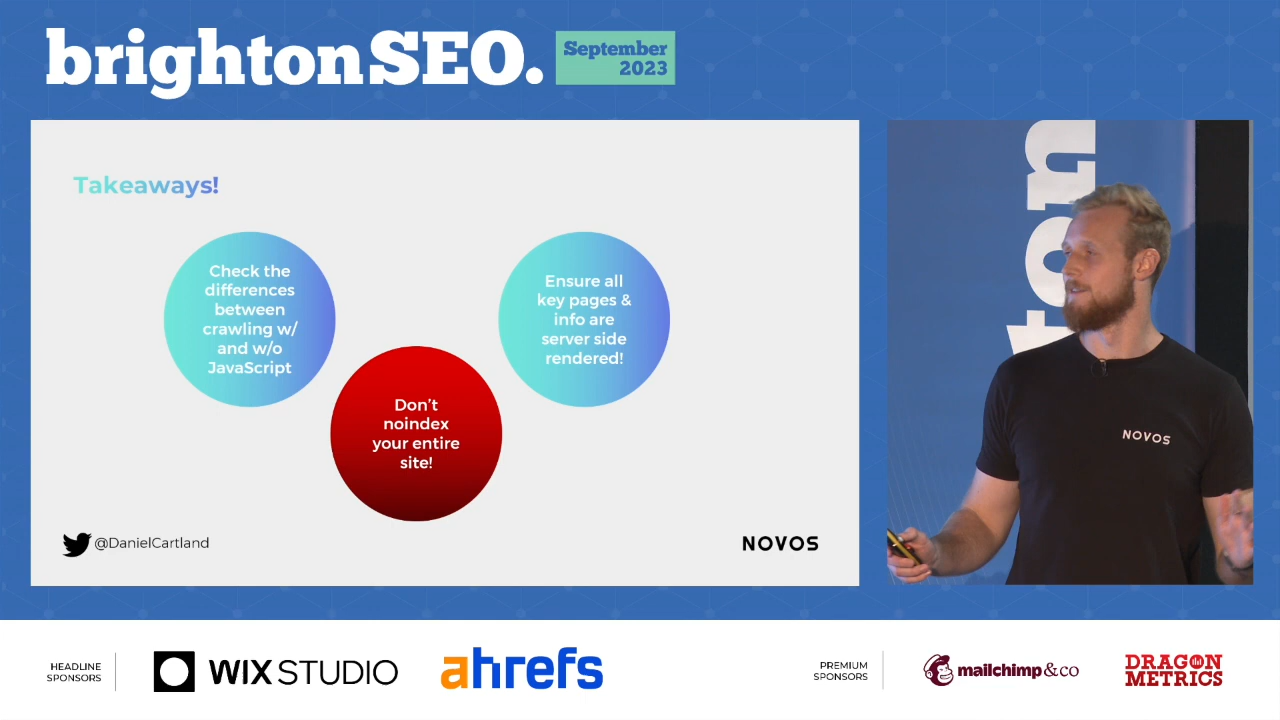 brightonSEO.
September
2023
Takeaways!
Check the
differences
between
crawling w/
and w/o
JavaScript
Don't
noindex
your entire
site!
Ensure all
key pages &
info are
server side
rendered!
@DanielCartland
NOVOS
ton
NOVOS
HEADLINE
SPONSORS
WIX STUDIO
ahrefs
PREMIUM
SPONSORS
mailchimp&co
DRAGON
METRICS